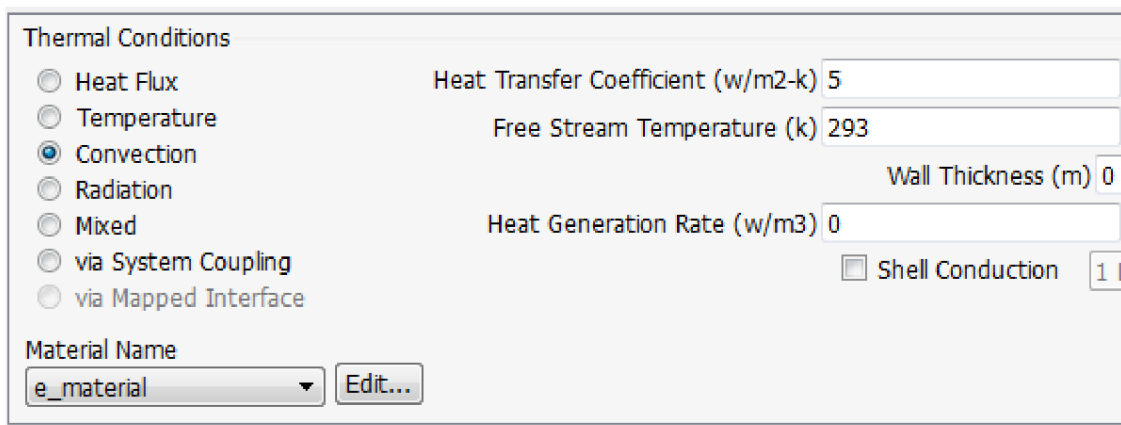 Thermal Conditions
Heat Flux
Temperature
Convection
Radiation
Mixed
via System Coupling
via Mapped Interface
Heat Transfer Coefficient (w/m2-k) 5
Free Stream Temperature (k) 293
Wall Thickness (m) 0
Heat Generation Rate (w/m3) 0
Shell Conduction 1
Material Name
e_material Edit...